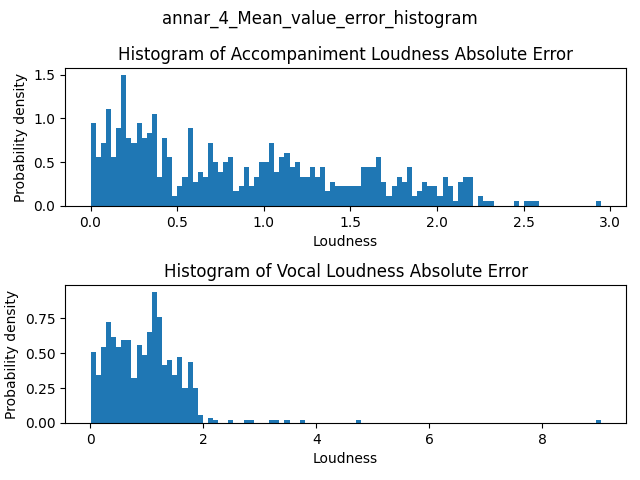 annar_4_Mean_value_error_histogram
Histogram of Accompaniment Loudness Absolute Error
Probability density
1.5
1.0
0.5
0.0
0.0 0.5 1.0 1.5 2.0 2.5 3.0
Loudness
Histogram of Vocal Loudness Absolute Error
Probability density
0.75
0.50
0.25
0.00
0 2 4 6 8
Loudness